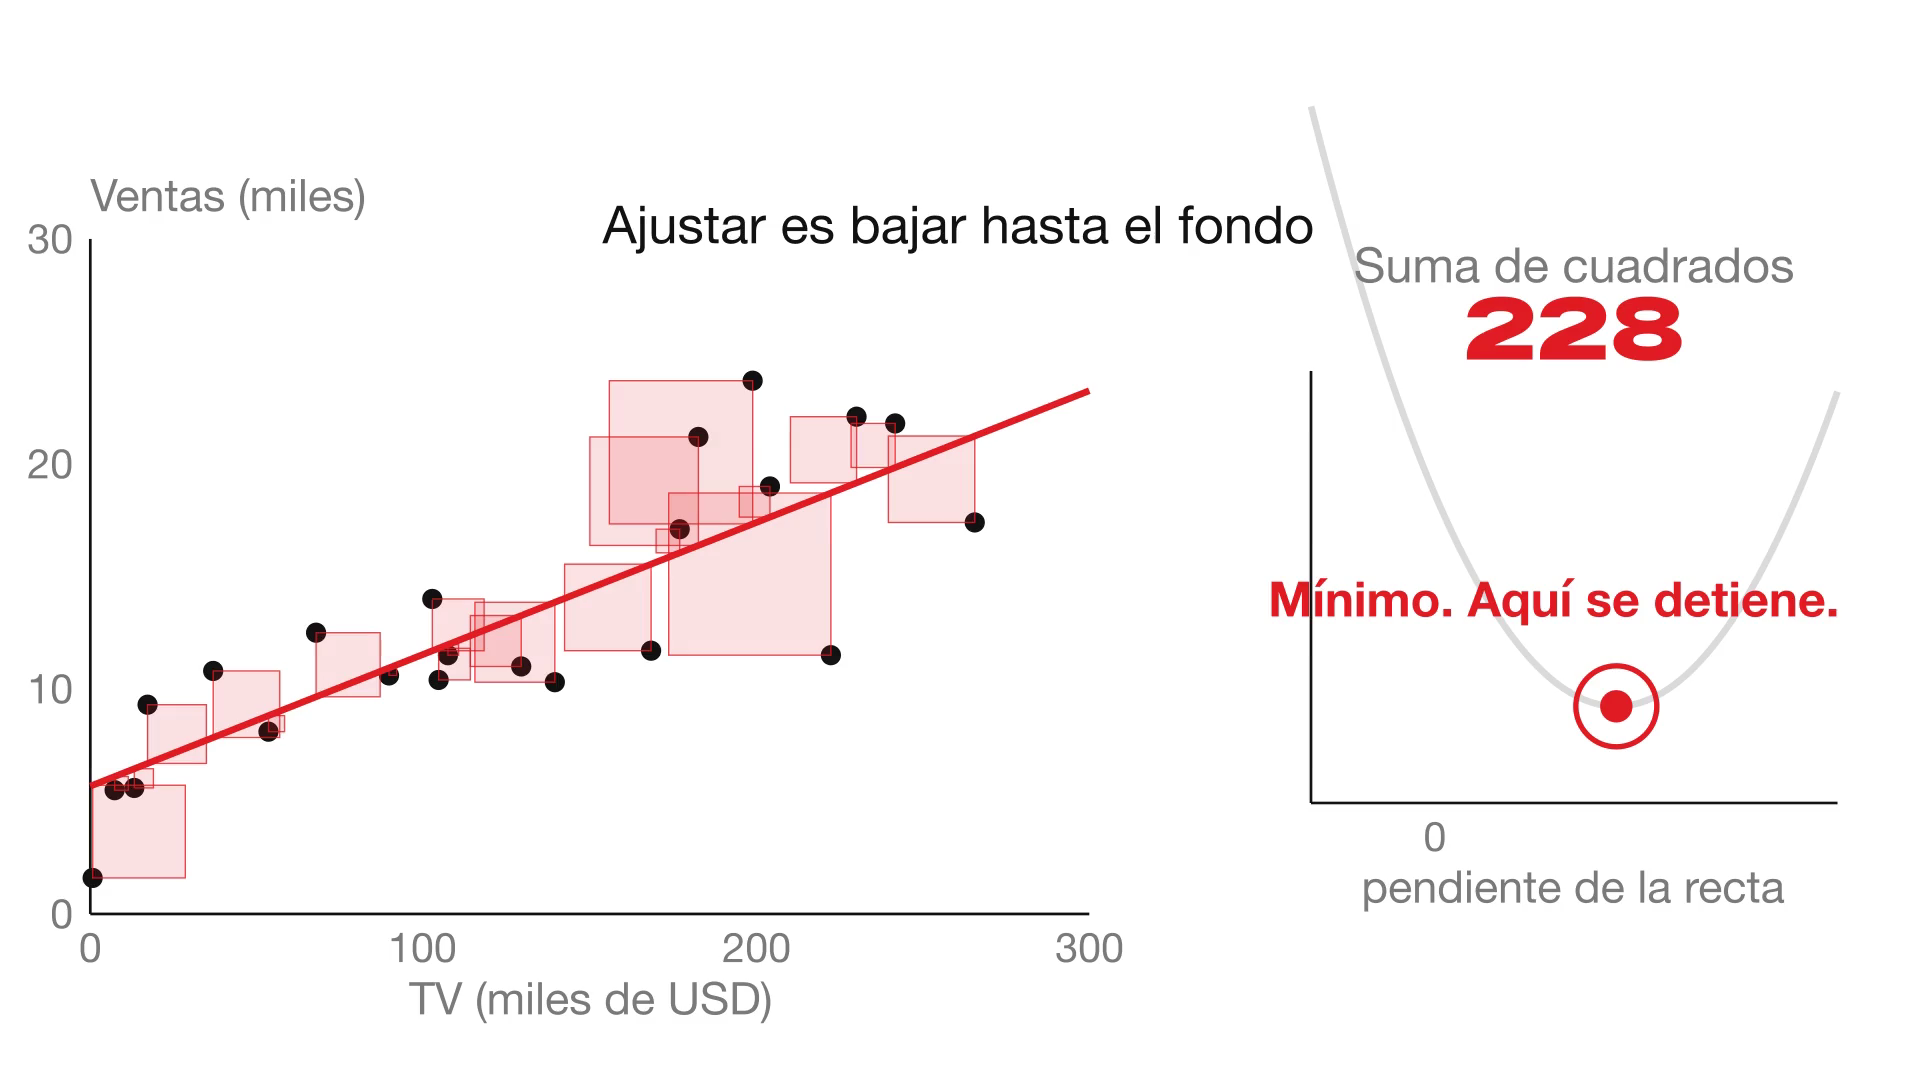 Ventas (miles)
30
20
10
0
0
100
200
300
TV (miles de USD)
Ajustar es bajar hasta el fondo
Suma de cuadrados
228
Mínimo. Aquí se detiene.
0
pendiente de la recta